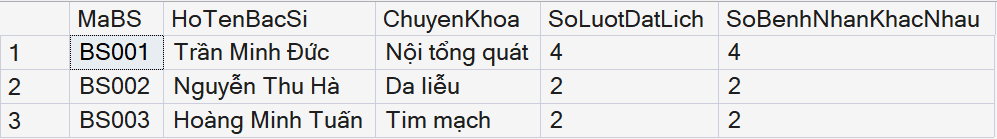 MaBS HoTenBacSi ChuyenKhoa SoLuotDatLich SoBenhNhanKhacNhau
1 BS001 Trần Minh Đức Nội tổng quát 4 4
2 BS002 Nguyễn Thu Hà Da liễu 2 2
3 BS003 Hoàng Minh Tuấn Tim mạch 2 2